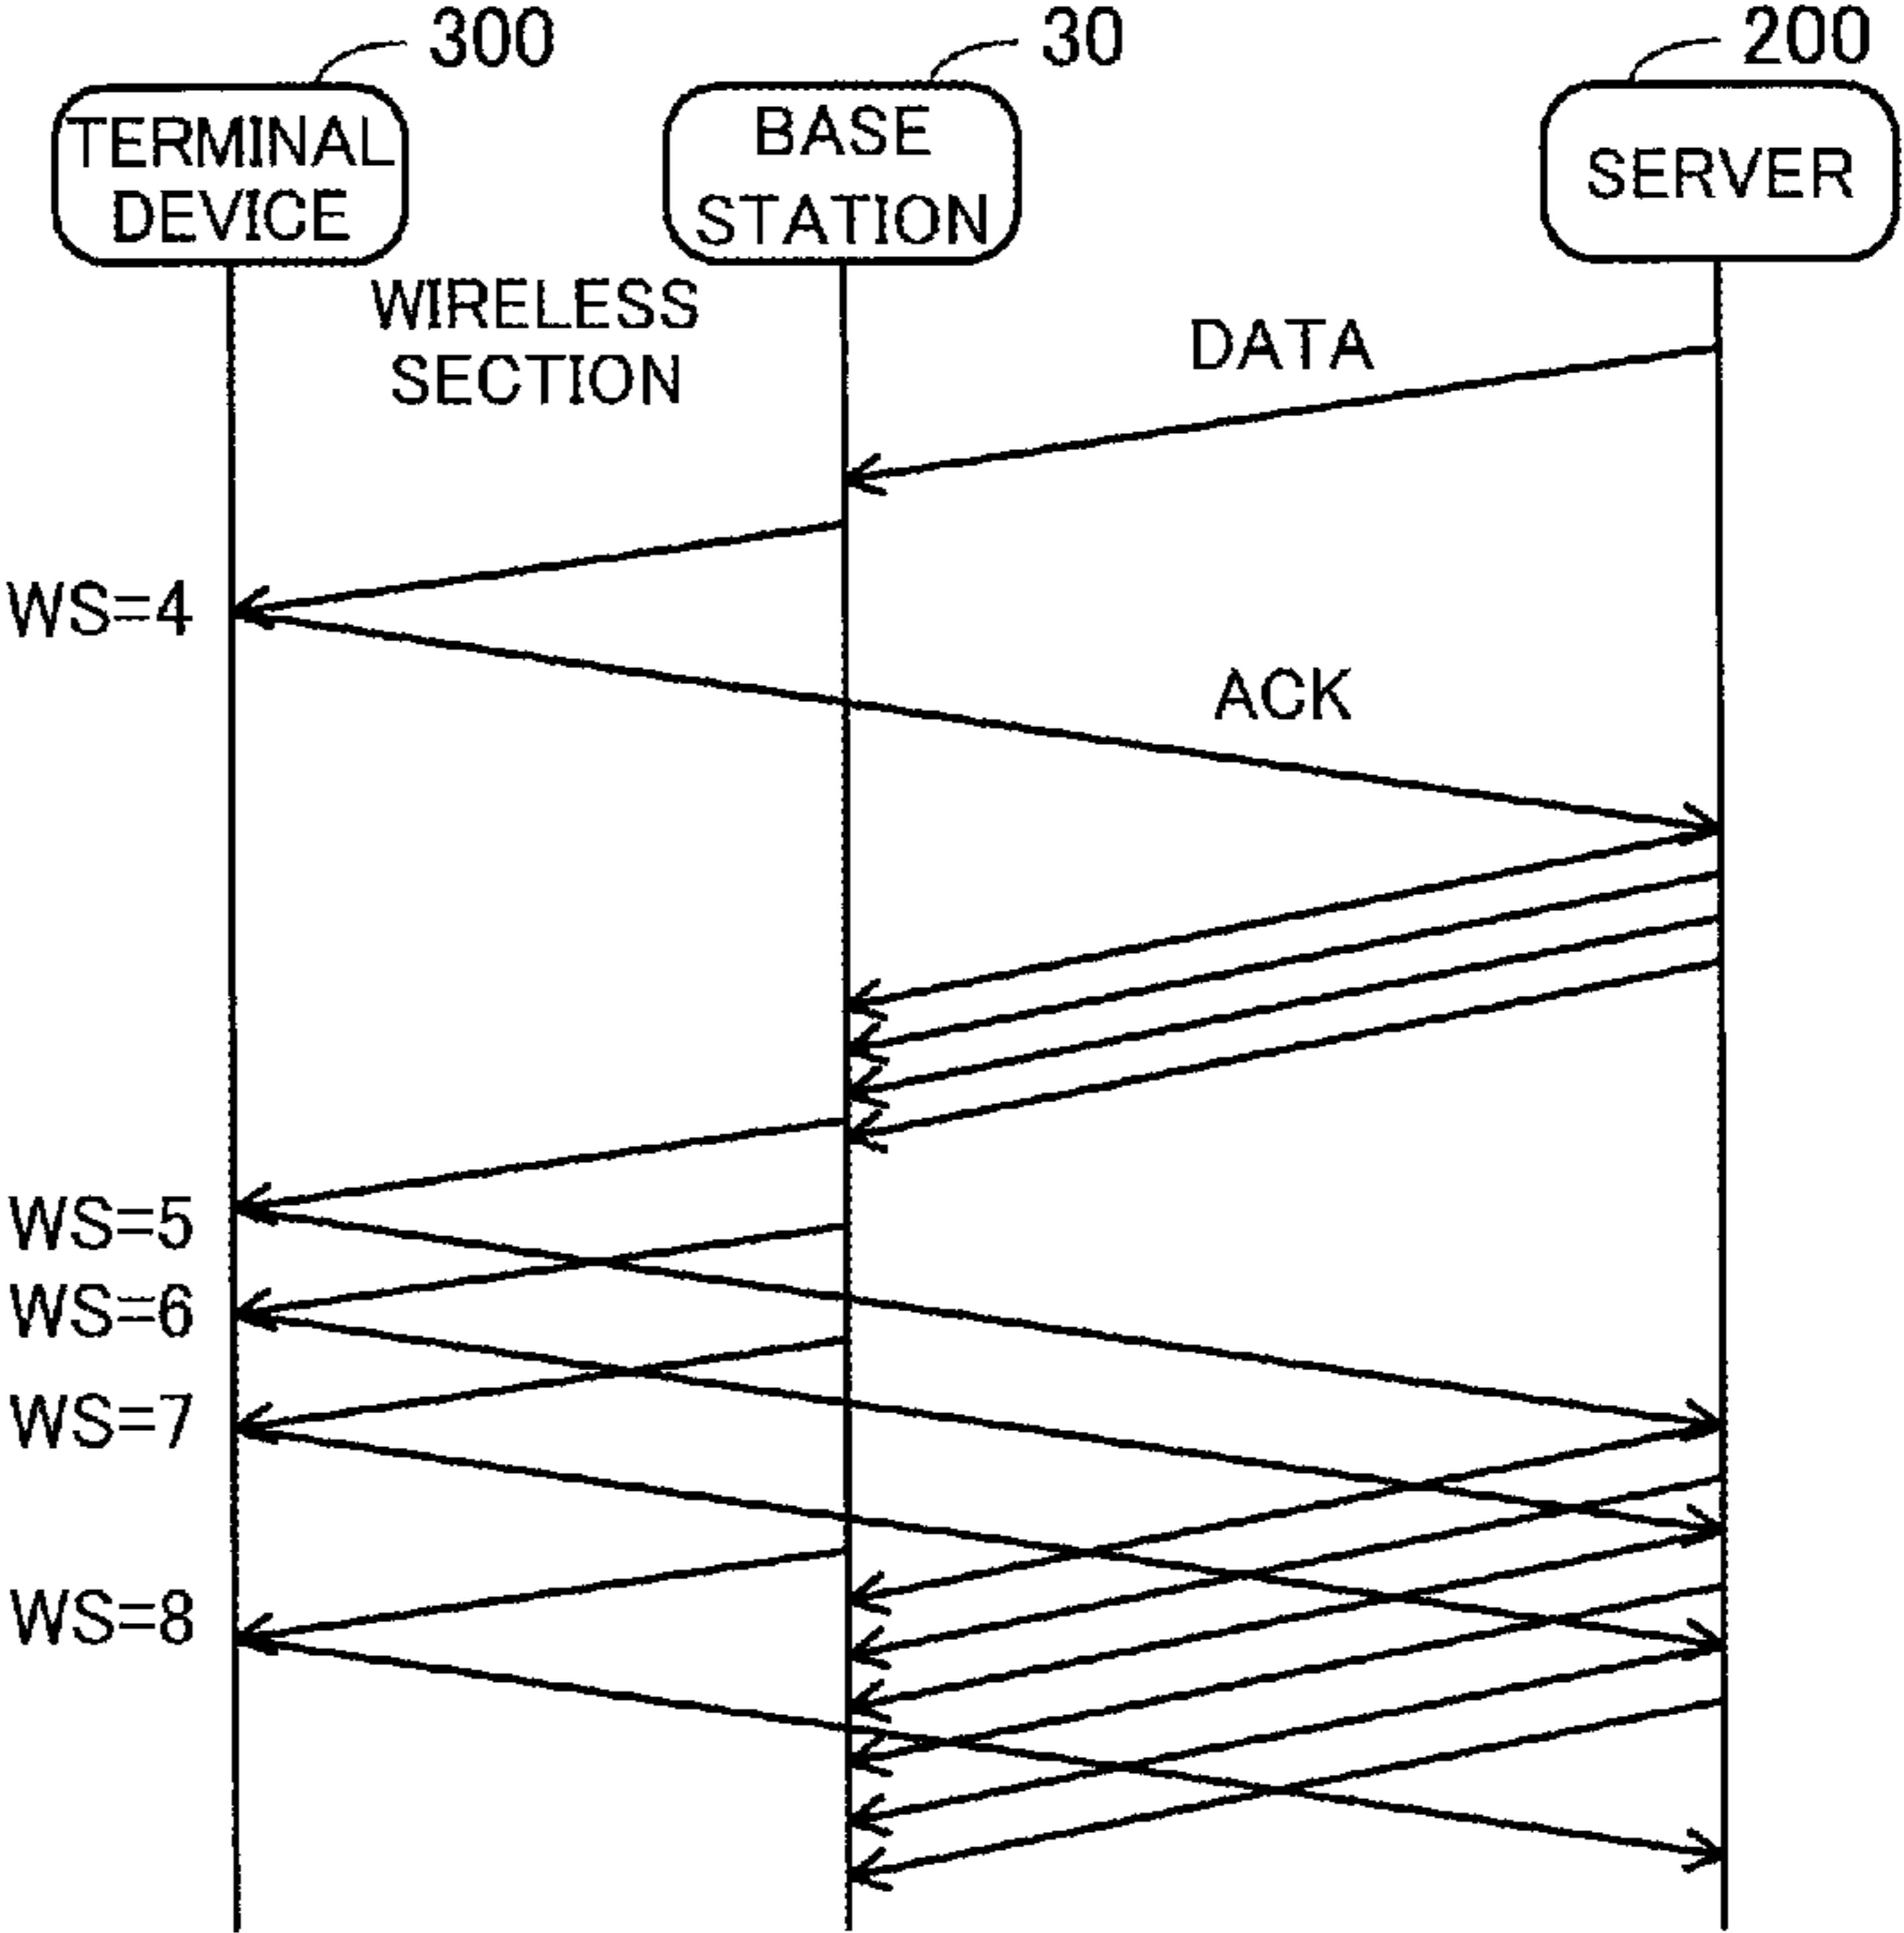 300
30
200
TERMINAL
DEVICE
BASE
STATION
SERVER
WIRELESS
SECTION
DATA
WS=4
ACK
WS=5
WS=6
WS=7
WS=8